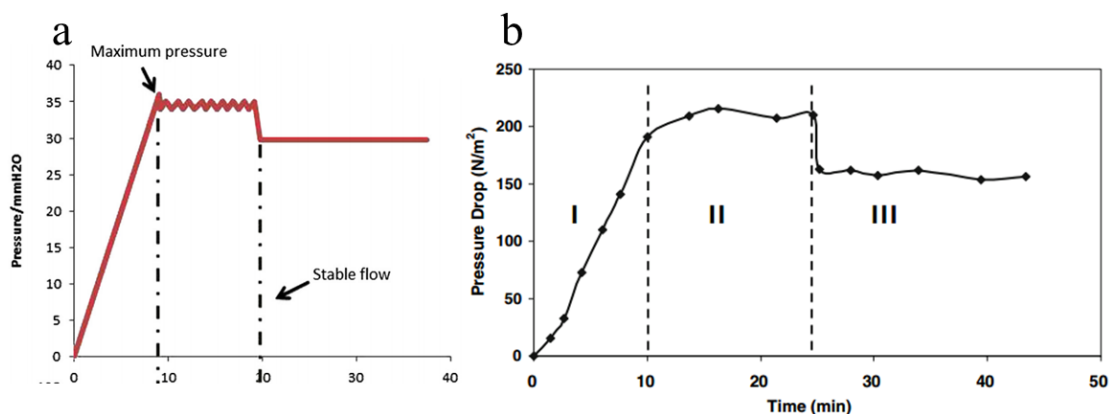 a
Maximum pressure
Pressure/mmH2O
40
35
30
25
20
15
10
5
0
Stable flow
0 10 20 30 40
b
Pressure Drop (N/m²)
250
200
150
100
50
0
I II III
0 10 20 30 40 50
Time (min)